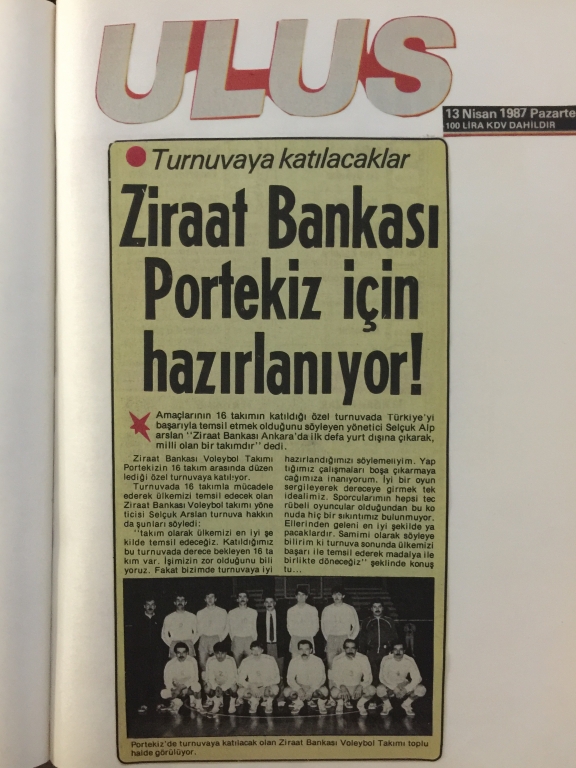 ULUS
13 Nisan 1987 Pazarte
100 LİRA KDV DAHİLDİR
Turnuvaya katılacaklar
Ziraat Bankası
Portekiz için
hazırlanıyor!
Amaçlarının 16 takımın katıldığı özel turnuvada Türkiye'yi
başarıyla temsil etmek olduğunu söyleyen yönetici Selçuk Alp
arslan "Ziraat Bankası Ankara'da ilk defa yurt dışına çıkarak,
milli olan bir takımdır" dedi.
Ziraat Bankası Voleybol Takımı
Portekizin 16 takım arasında düzen
lediği özel turnuvaya katılıyor.
Turnuvada 16 takımla mücadele
ederek ülkemizi temsil edecek olan
Ziraat Bankası Voleybol takımı yöne
ticisi Selçuk Arslan turnuva hakkın
da şunları söyledi:
"takım olarak ülkemizi en iyi şe
kilde temsil edeceğiz. Katıldığımız
bu turnuvada derece bekleyen 16 ta
kım var. İşimizin zor olduğunu bili
yoruz. Fakat bizimde turnuvaya iyi
hazırlandığımızı söylemeliyim. Yap
tığımız çalışmaları boşa çıkarmaya
cağımıza inanıyorum. İyi bir oyun
sergileyerek dereceye girmek tek
idealimiz. Sporcularımın hepsi tec
rübeli oyuncular olduğundan bu ko
nuda hiç bir sıkıntımız bulunmuyor.
Ellerinden geleni en iyi şekilde ya
pacaklardır. Samimi olarak söylaye
bilirim ki turnuva sonunda ülkemizi
başarı ile temsil ederek madalya ile
birlikte döneceğiz" şeklinde konuş
tu...
Portekiz'de turnuvaya katılacak olan Ziraat Bankası Voleybol Takımı toplu
halde görülüyor.